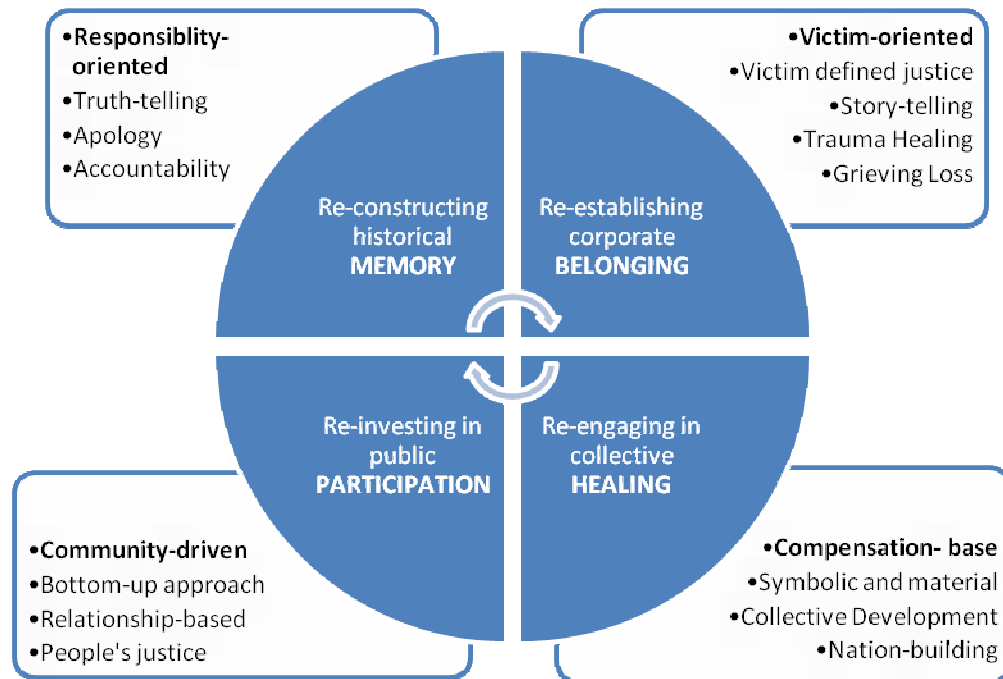 •Responsiblity-
oriented
•Truth-telling
•Apology
•Accountability
•Victim-oriented
•Victim defined justice
•Story-telling
•Trauma Healing
•Grieving Loss
Re-constructing
historical
MEMORY
Re-establishing
corporate
BELONGING
Re-investing in
public
PARTICIPATION
Re-engaging in
collective
HEALING
•Community-driven
•Bottom-up approach
•Relationship-based
•People's justice
•Compensation- base
•Symbolic and material
•Collective Development
•Nation-building